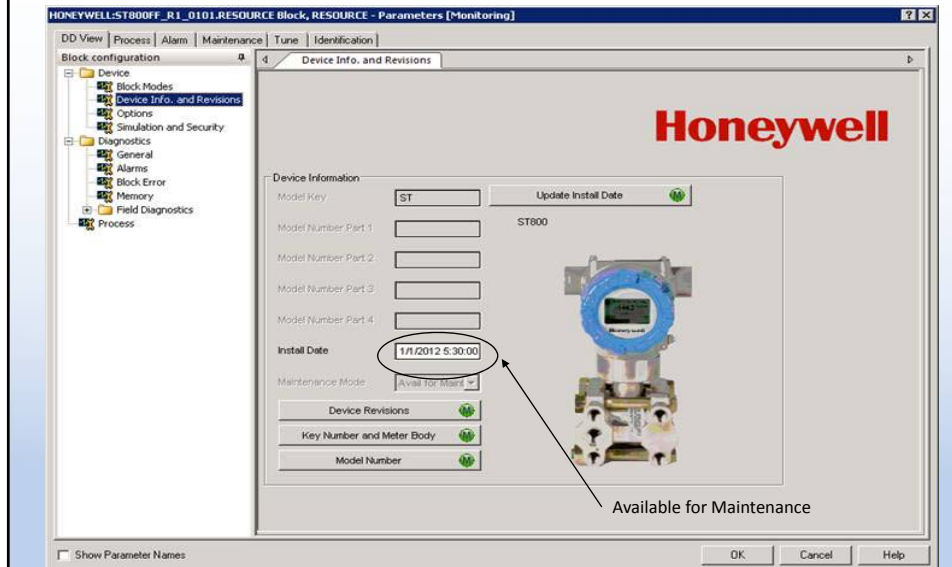 HONEYWELL:ST800FF_R1_0101.RESOURCE Block, RESOURCE - Parameters [Monitoring]
DD View Process Alarm Maintenance Tune Identification
Block configuration
Device Info. and Revisions
Device
Block Modes
Device Info. and Revisions
Options
Simulation and Security
Diagnostics
General
Alarms
Block Error
Memory
Field Diagnostics
Process
Honeywell
Device Information
Model Key ST
Update Install Date M
Model Number Part 1
ST800
Model Number Part 2
Model Number Part 3
Model Number Part 4
Install Date 1/1/2012 5:30:00
Maintenance Mode Avail for Maint
Device Revisions M
Key Number and Meter Body M
Model Number M
Honeywell
Available for Maintenance
Show Parameter Names
OK Cancel Help